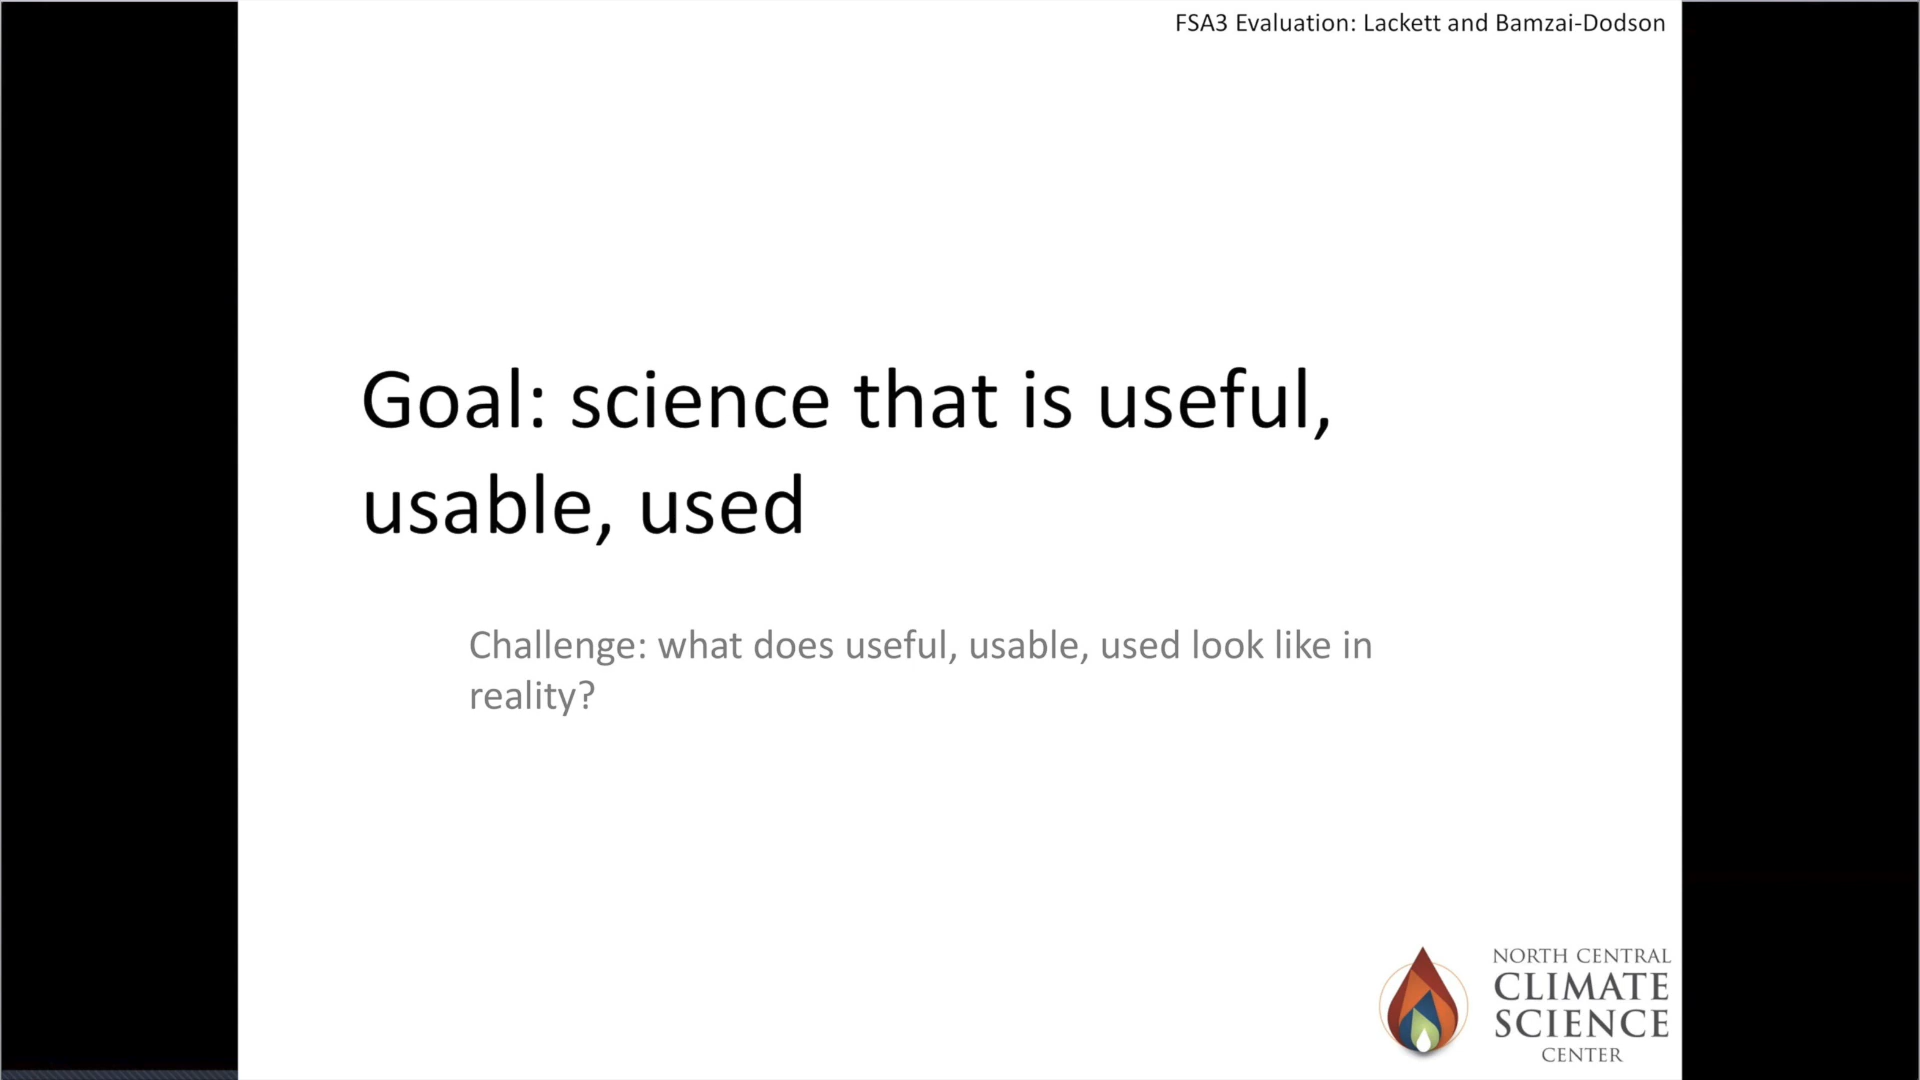 FSA3 Evaluation: Lackett and Bamzai-Dodson
Goal: science that is useful,
usable, used
Challenge: what does useful, usable, used look like in
reality?
NORTH CENTRAL
CLIMATE
SCIENCE
CENTER